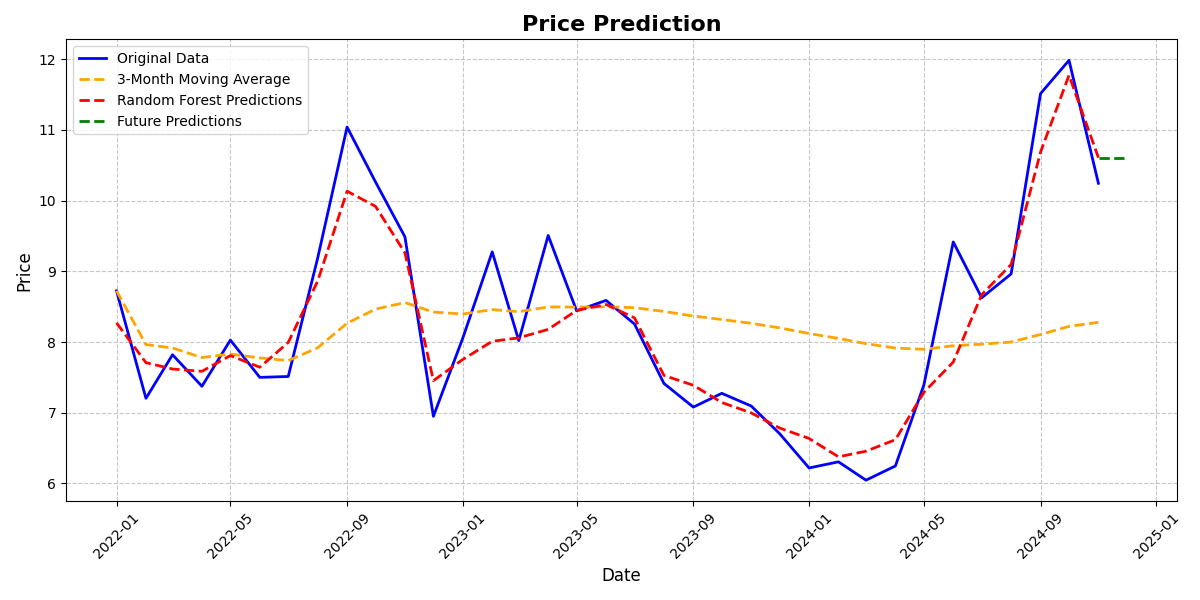 Price Prediction
Original Data
3-Month Moving Average
Random Forest Predictions
Future Predictions
Price
12
11
10
9
8
7
6
2022-01
2022-05
2022-09
2023-01
2023-05
2023-09
2024-01
2024-05
2024-09
2025-01
Date